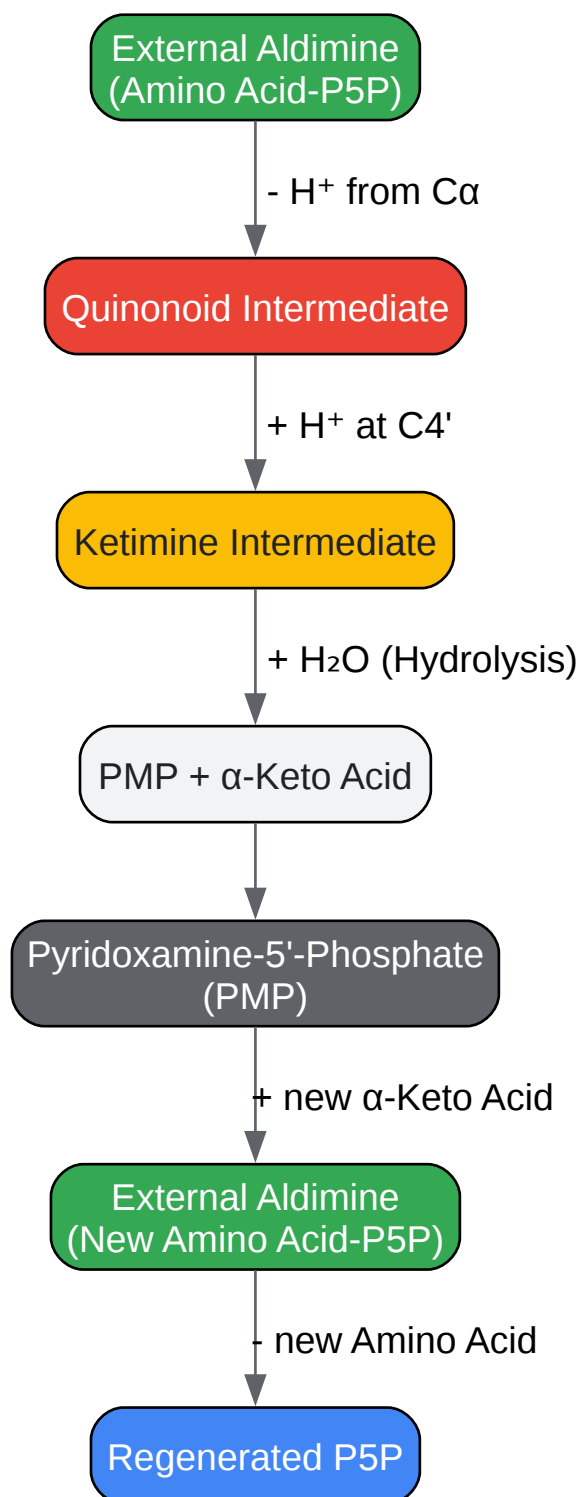 External Aldimine
(Amino Acid-P5P)
- H⁺ from Cα
Quinonoid Intermediate
+ H⁺ at C4'
Ketimine Intermediate
+ H₂O (Hydrolysis)
PMP + α-Keto Acid
Pyridoxamine-5'-Phosphate
(PMP)
+ new α-Keto Acid
External Aldimine
(New Amino Acid-P5P)
- new Amino Acid
Regenerated P5P